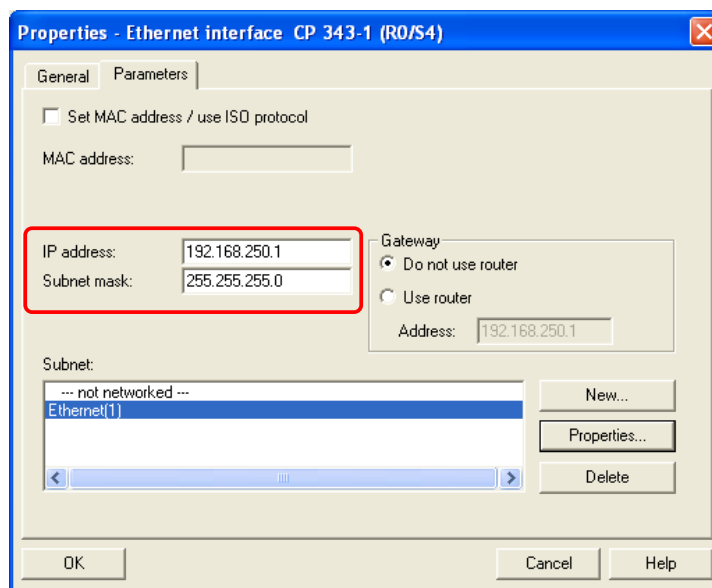 Properties - Ethernet interface CP 343-1 (R0/S4)
General Parameters
Set MAC address / use ISO protocol
MAC address:
IP address: 192.168.250.1
Subnet mask: 255.255.255.0
Gateway
Do not use router
Use router
Address: 192.168.250.1
Subnet:
--- not networked ---
Ethernet(1)
New...
Properties...
Delete
OK Cancel Help